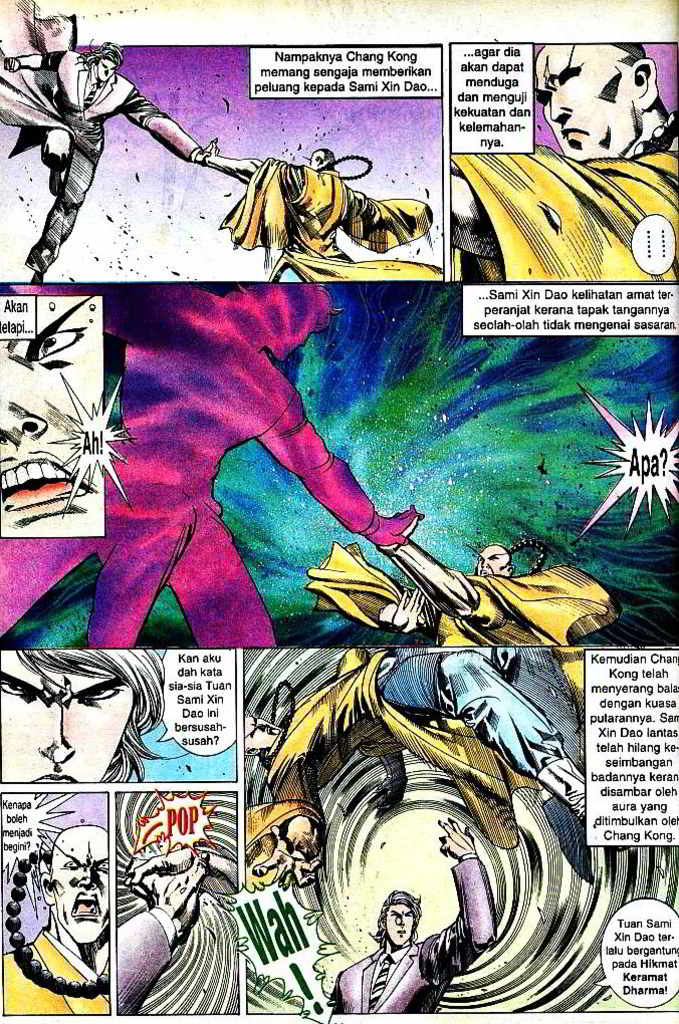 Nampaknya Chang Kong
memang sengaja memberikan
peluang kepada Sami Xin Dao...
...agar dia
akan dapat
menduga
dan menguji
kekuatan dan
kelemahan-
nya.
Akan
tetapi...
Ah!
...Sami Xin Dao kelihatan amat ter-
peranjat kerana tapak tangannya
seolah-olah tidak mengenai sasaran.
Apa?
Kan aku
dah kata
sia-sia Tuan
Sami Xin
Dao ini
bersusah-
susah?
Kemudian Chang
Kong telah
menyerang balas
dengan kuasa
putarannya. Sami
Xin Dao lantas
telah hilang ke-
seimbangan
badannya kerana
disambar oleh
aura yang
ditimbulkan oleh
Chang Kong.
Kenapa
boleh
menjadi
begini?
POP
Wah!
Tuan Sami
Xin Dao ter-
lalu bergantung
pada Hikmat
Keramat
Dharma!